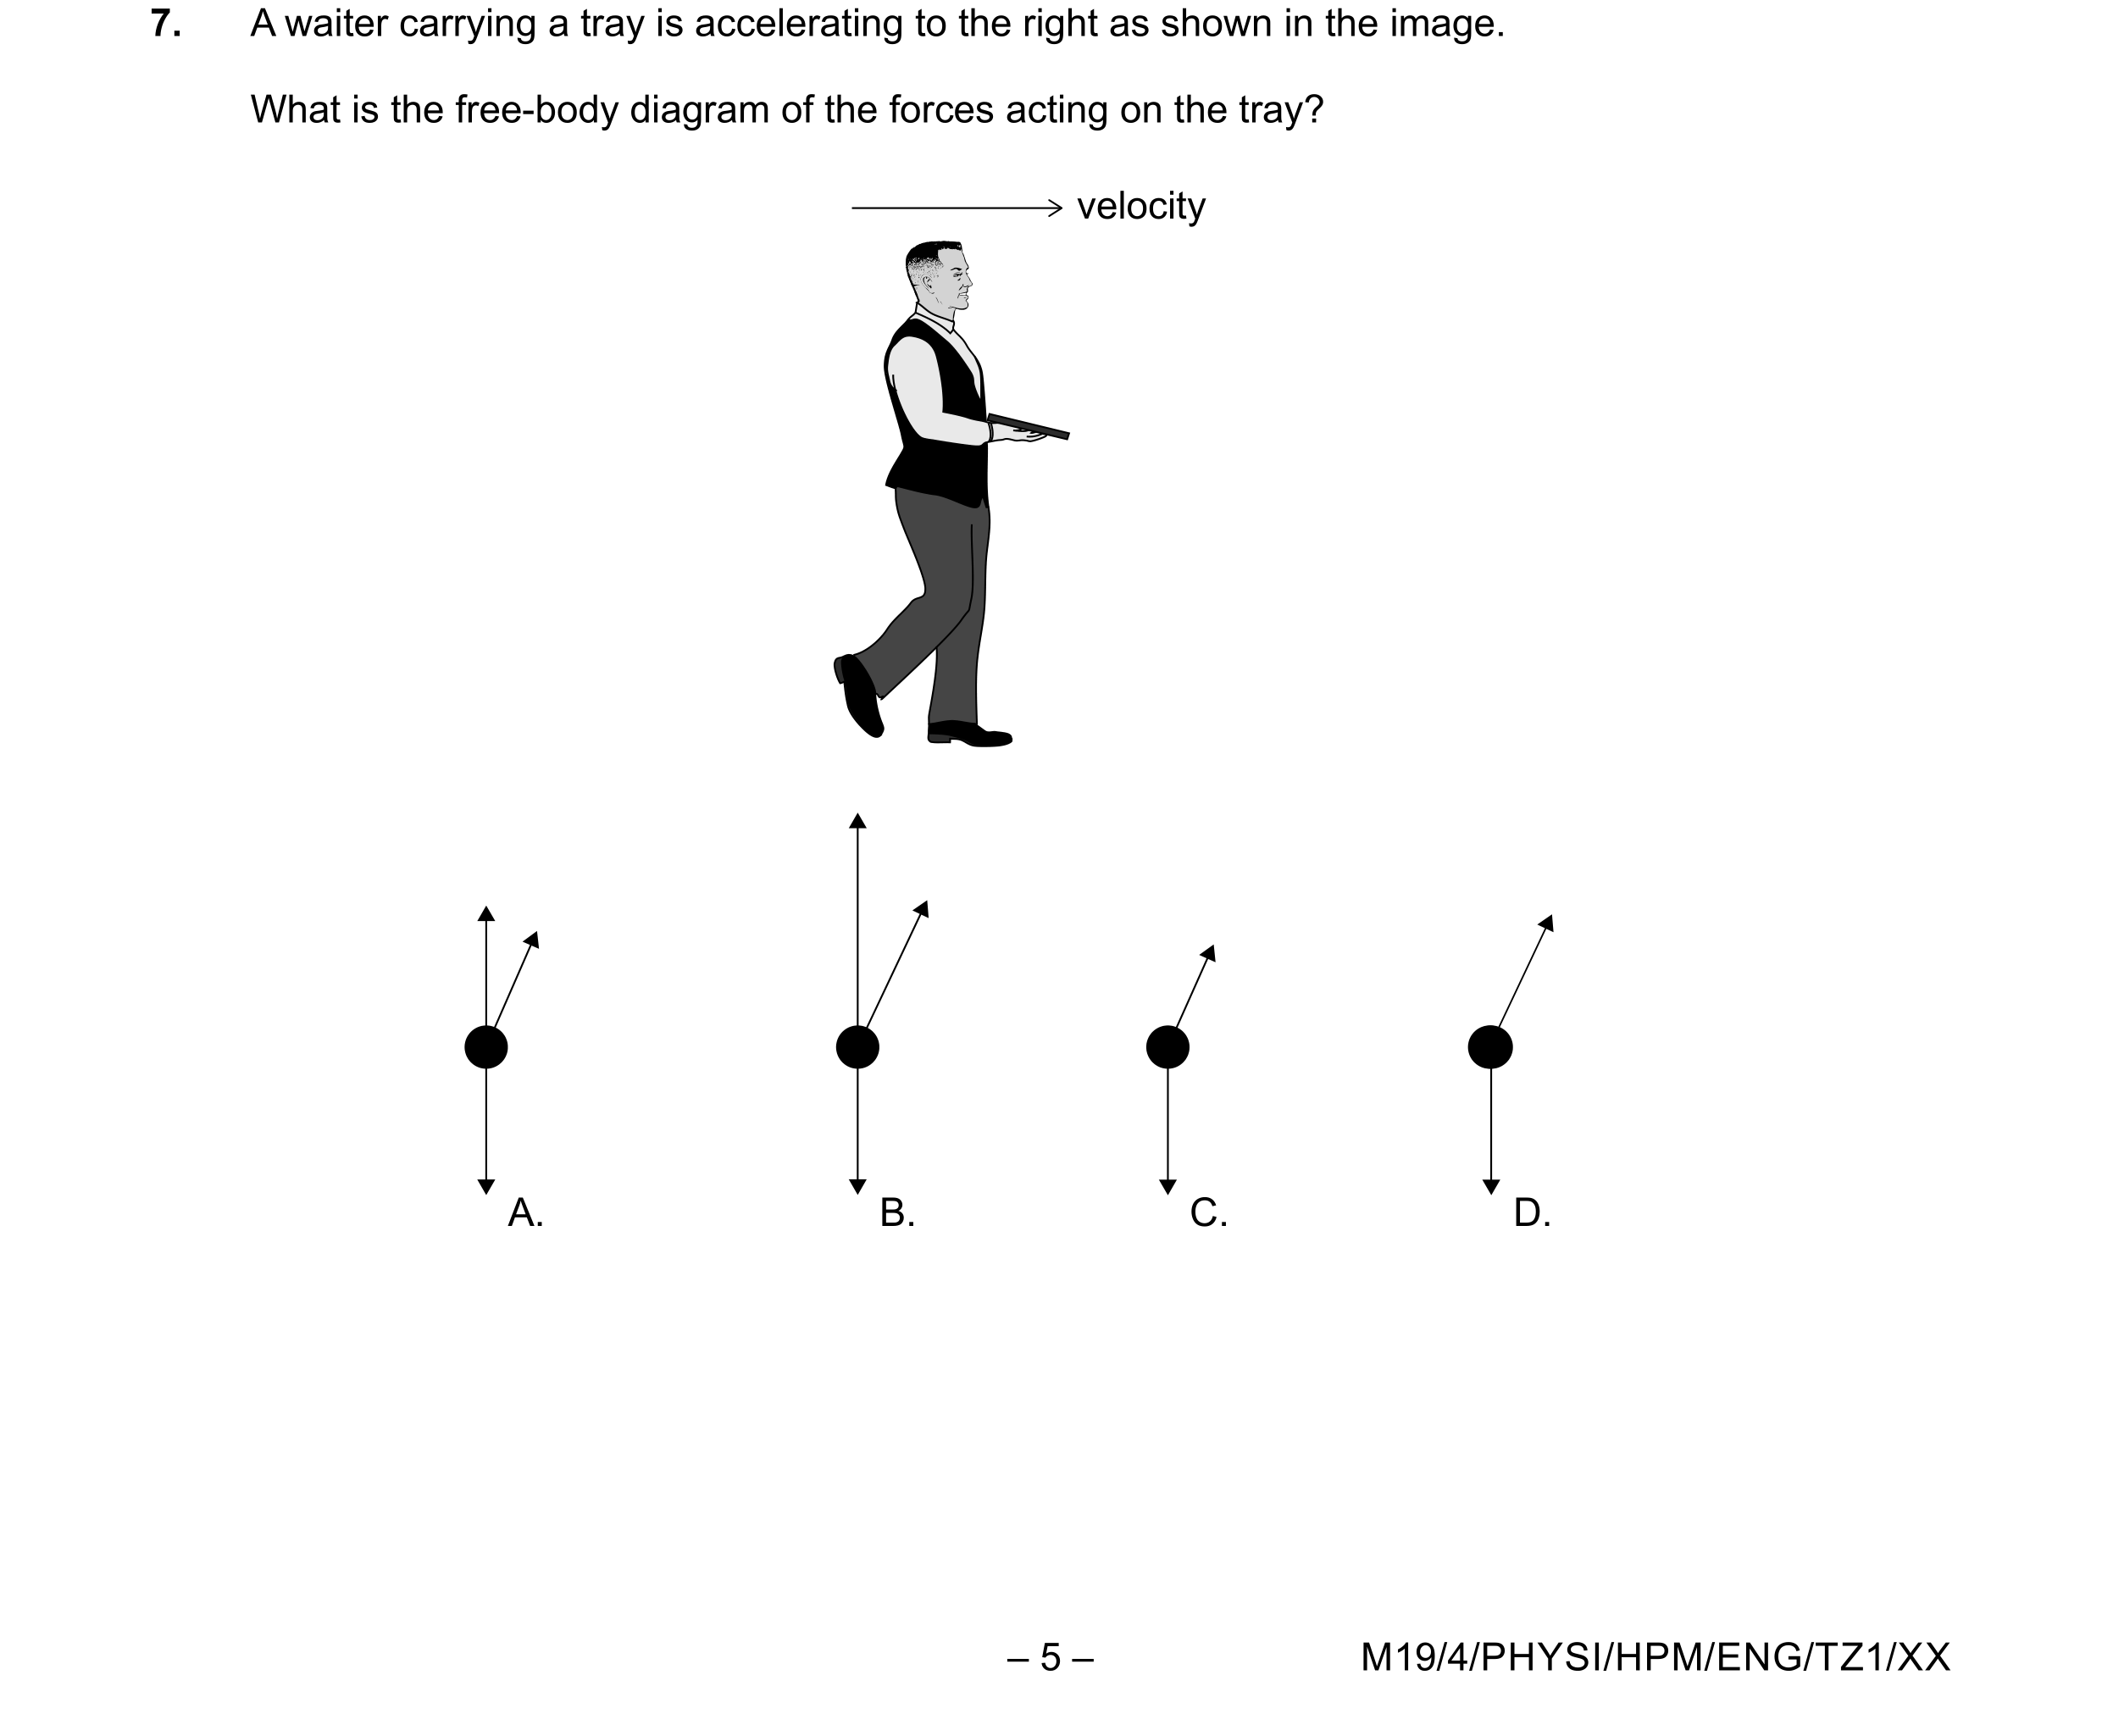 7. A waiter carrying a tray is accelerating to the right as shown in the image.
What is the free-body diagram of the forces acting on the tray?
velocity
A. B. C. D.
– 5 – M19/4/PHYSI/HPM/ENG/TZ1/XX